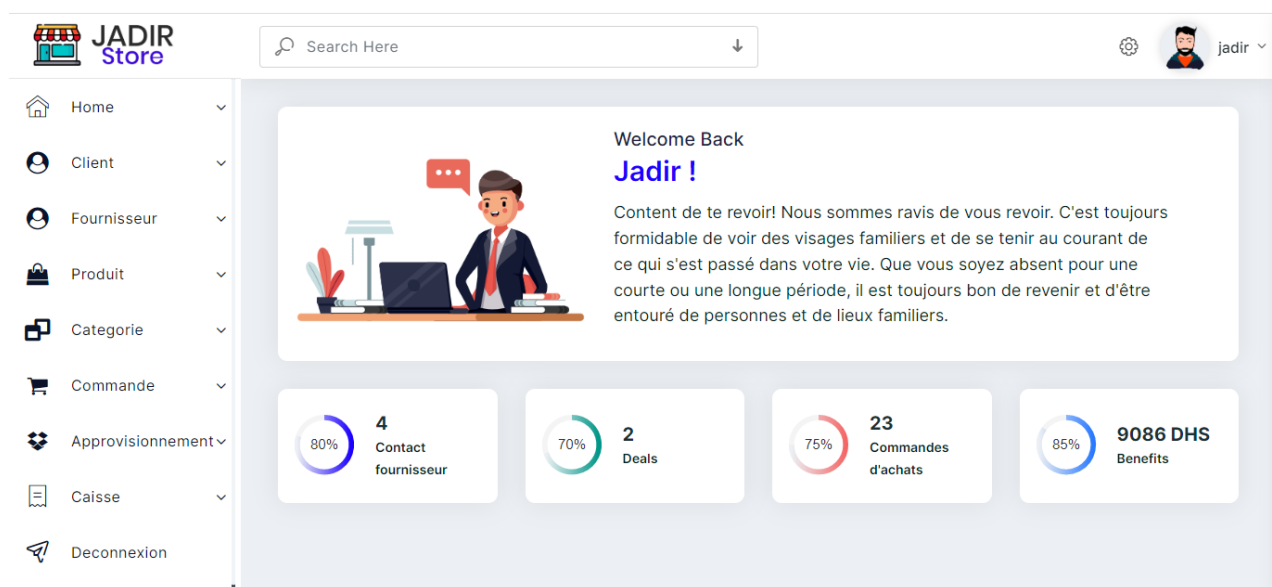 JADIR
Store
Search Here
jadir
Home
Client
Fournisseur
Produit
Categorie
Commande
Approvisionnement
Caisse
Deconnexion
Welcome Back
Jadir !
Content de te revoir! Nous sommes ravis de vous revoir. C'est toujours
formidable de voir des visages familiers et de se tenir au courant de
ce qui s'est passé dans votre vie. Que vous soyez absent pour une
courte ou une longue période, il est toujours bon de revenir et d'être
entouré de personnes et de lieux familiers.
80%
4
Contact
fournisseur
70%
2
Deals
75%
23
Commandes
d'achats
85%
9086 DHS
Benefits